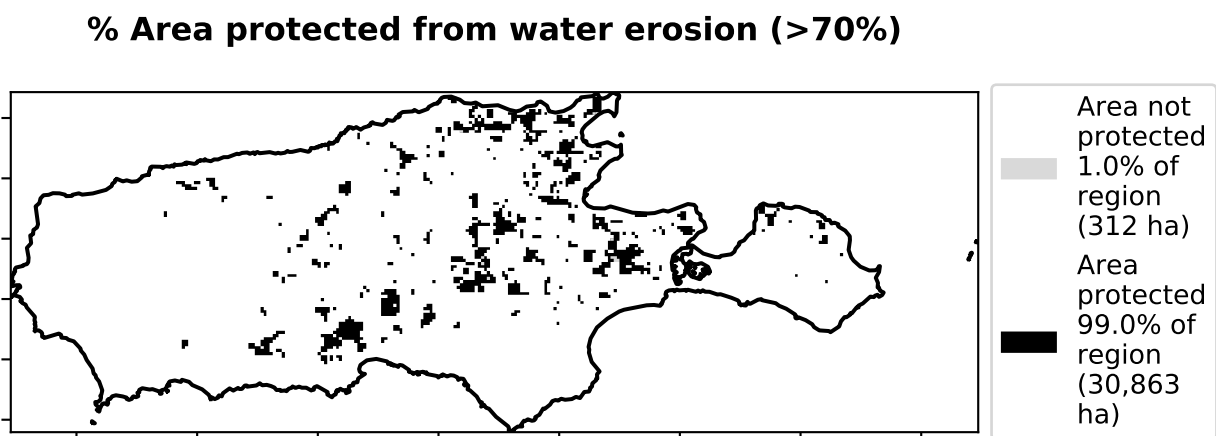 % Area protected from water erosion (>70%)
Area not
protected
1.0% of
region
(312 ha)
Area
protected
99.0% of
region
(30,863
ha)